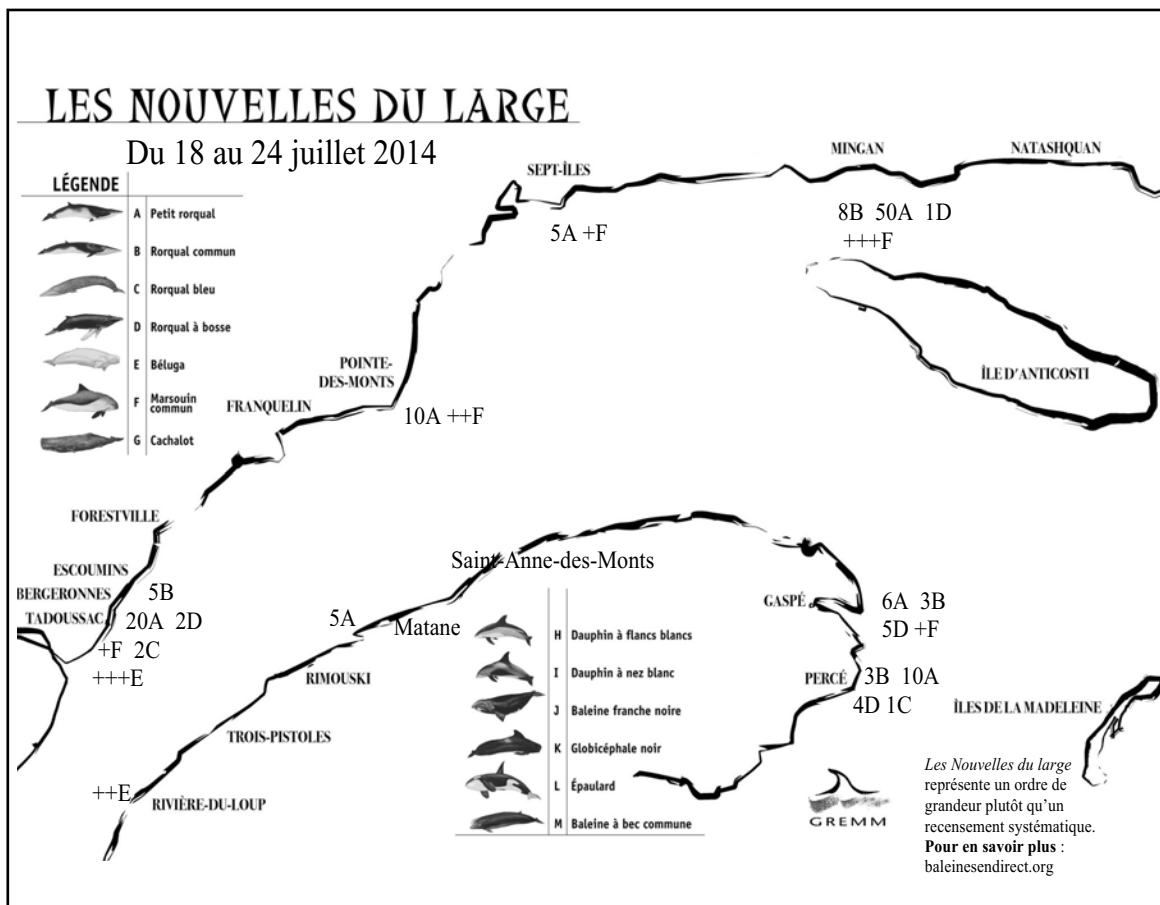 LES NOUVELLES DU LARGE
Du 18 au 24 juillet 2014
LÉGENDE
A Petit rorqual
B Rorqual commun
C Rorqual bleu
D Rorqual à bosse
E Béluga
F Marsouin
commun
G Cachalot
SEPT-ÎLES
5A +F
MINGAN
NATASHQUAN
8B 50A 1D
+++F
ÎLE D'ANTICOSTI
POINTE-
DES-MONTS
FRANQUELIN
10A ++F
FORESTVILLE
ESCOUMINS
BERGERONNES
TADOUSSAC
5B
20A 2D
+F 2C
+++E
Saint-Anne-des-Monts
5A
Matane
RIMOUSKI
TROIS-PISTOLES
++E
RIVIÈRE-DU-LOUP
H Dauphin à flancs blancs
I Dauphin à nez blanc
J Baleine franche noire
K Globicéphale noir
L Épaulard
M Baleine à bec commune
GASPÉ
6A 3B
5D +F
PERCÉ
3B 10A
4D 1C
ÎLES DE LA MADELEINE
GREMM
Les Nouvelles du large
représente un ordre de
grandeur plutôt qu'un
recensement systématique.
Pour en savoir plus :
baleinesendirect.org